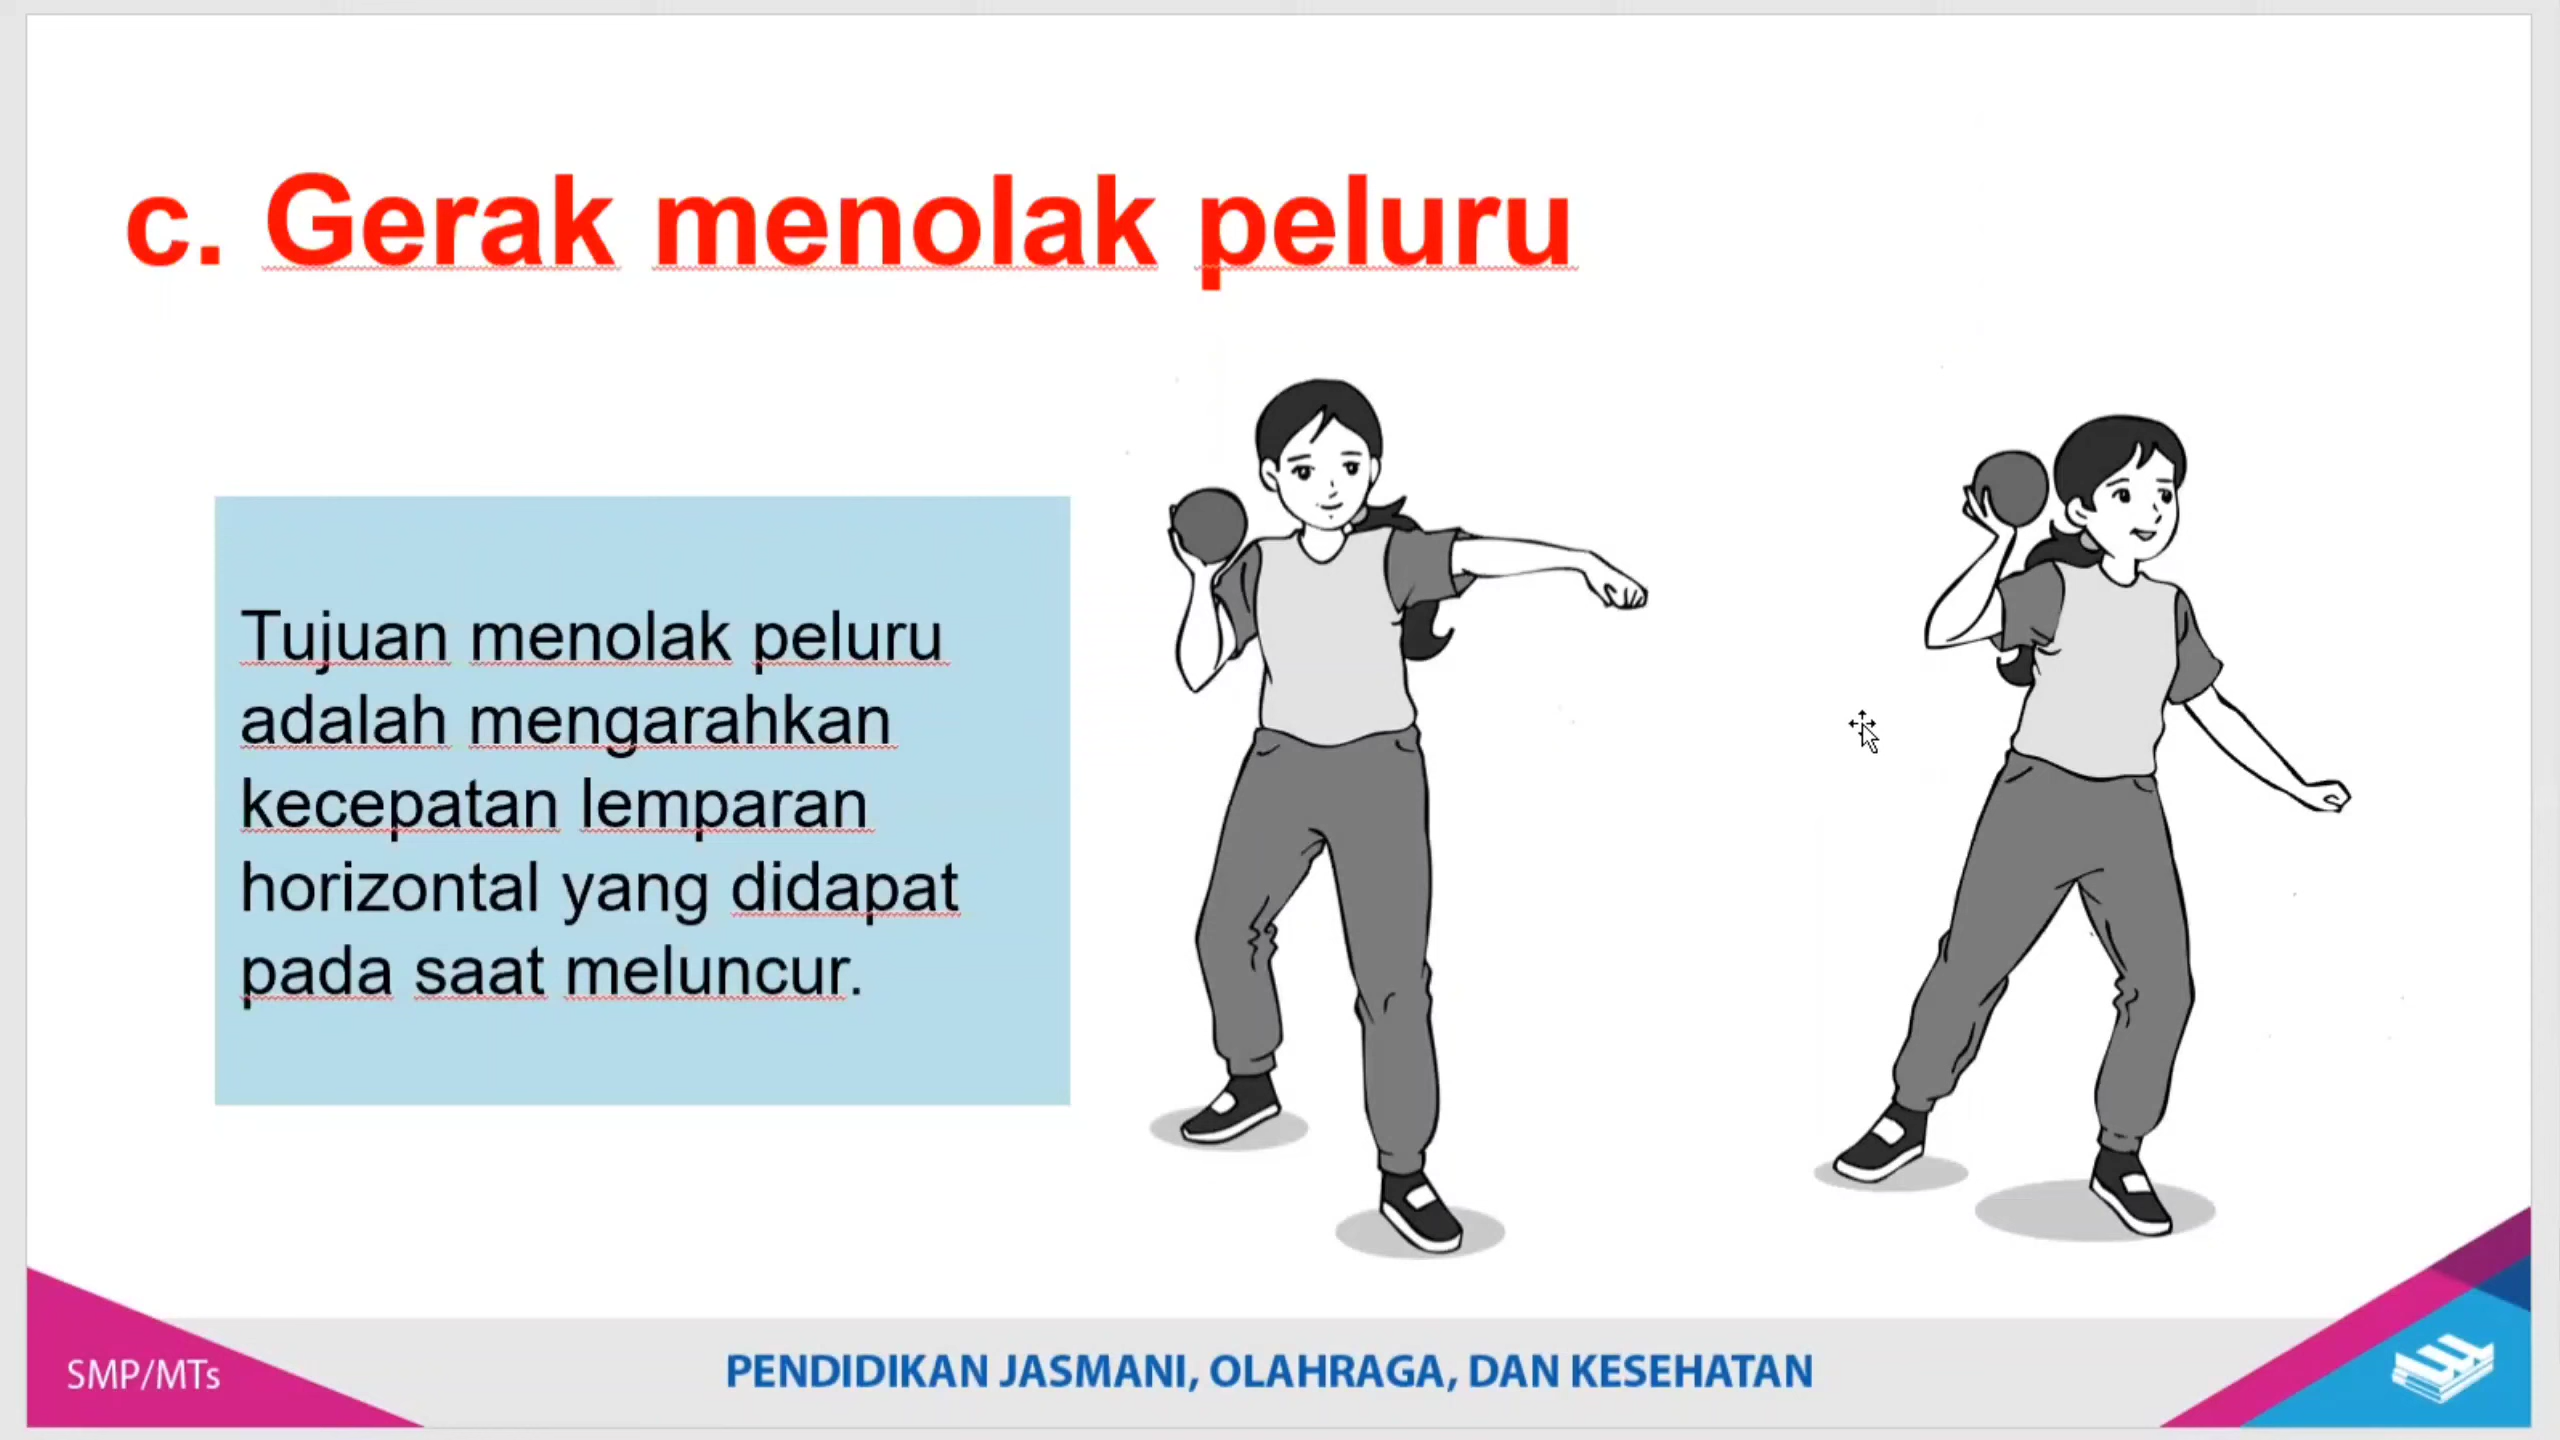 c. Gerak menolak peluru
Tujuan menolak peluru
adalah mengarahkan
kecepatan lemparan
horizontal yang didapat
pada saat meluncur.
SMP/MTs
PENDIDIKAN JASMANI, OLAHRAGA, DAN KESEHATAN